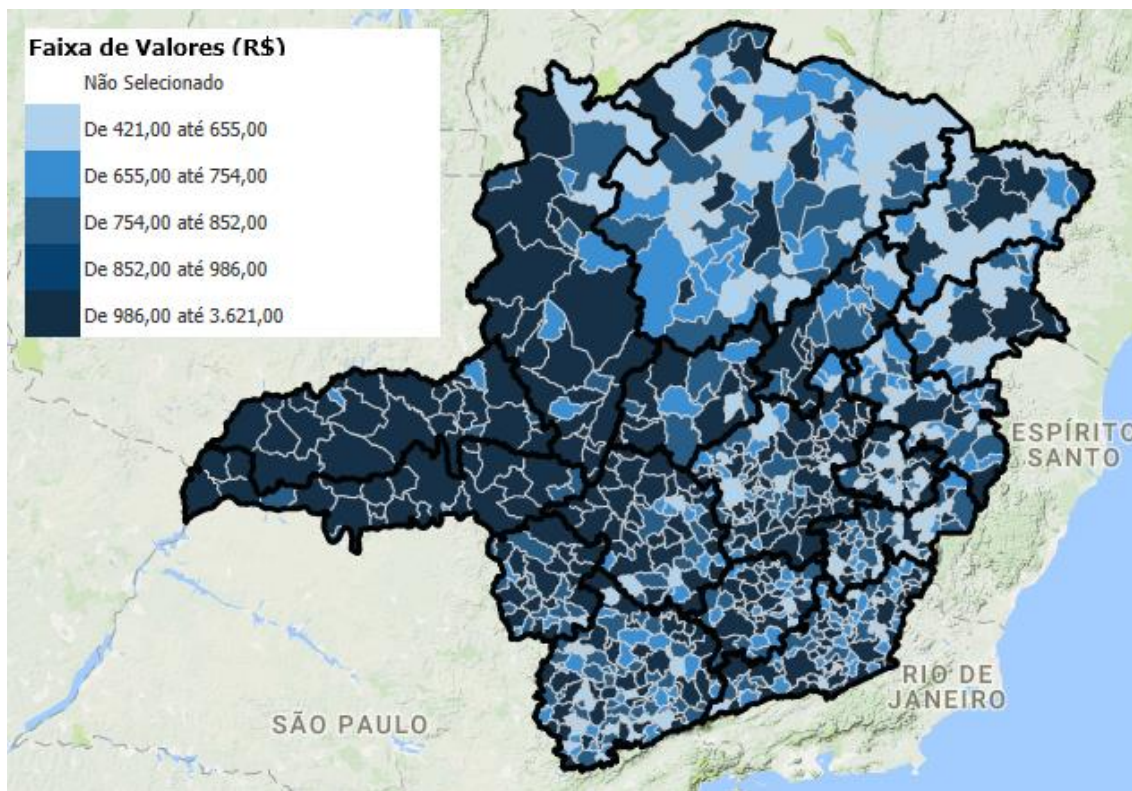 Faixa de Valores (R$)
Não Selecionado
De 421,00 até 655,00
De 655,00 até 754,00
De 754,00 até 852,00
De 852,00 até 986,00
De 986,00 até 3.621,00
ESPÍRITO
SANTO
RIO DE
JANEIRO
SÃO PAULO